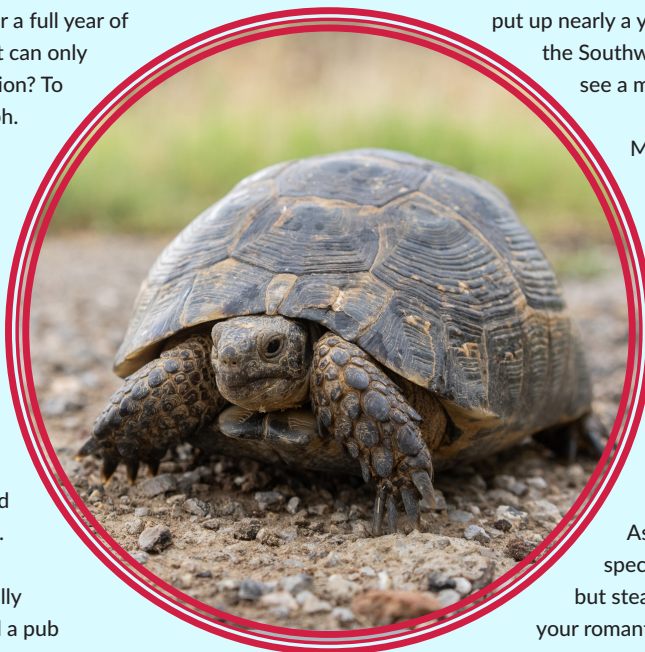 r a full year of
t can only
ion? To
oh.
d
.
lly
l a pub
put up nearly a y
the Southw
see a m
M
As
spec
but stea
your romant